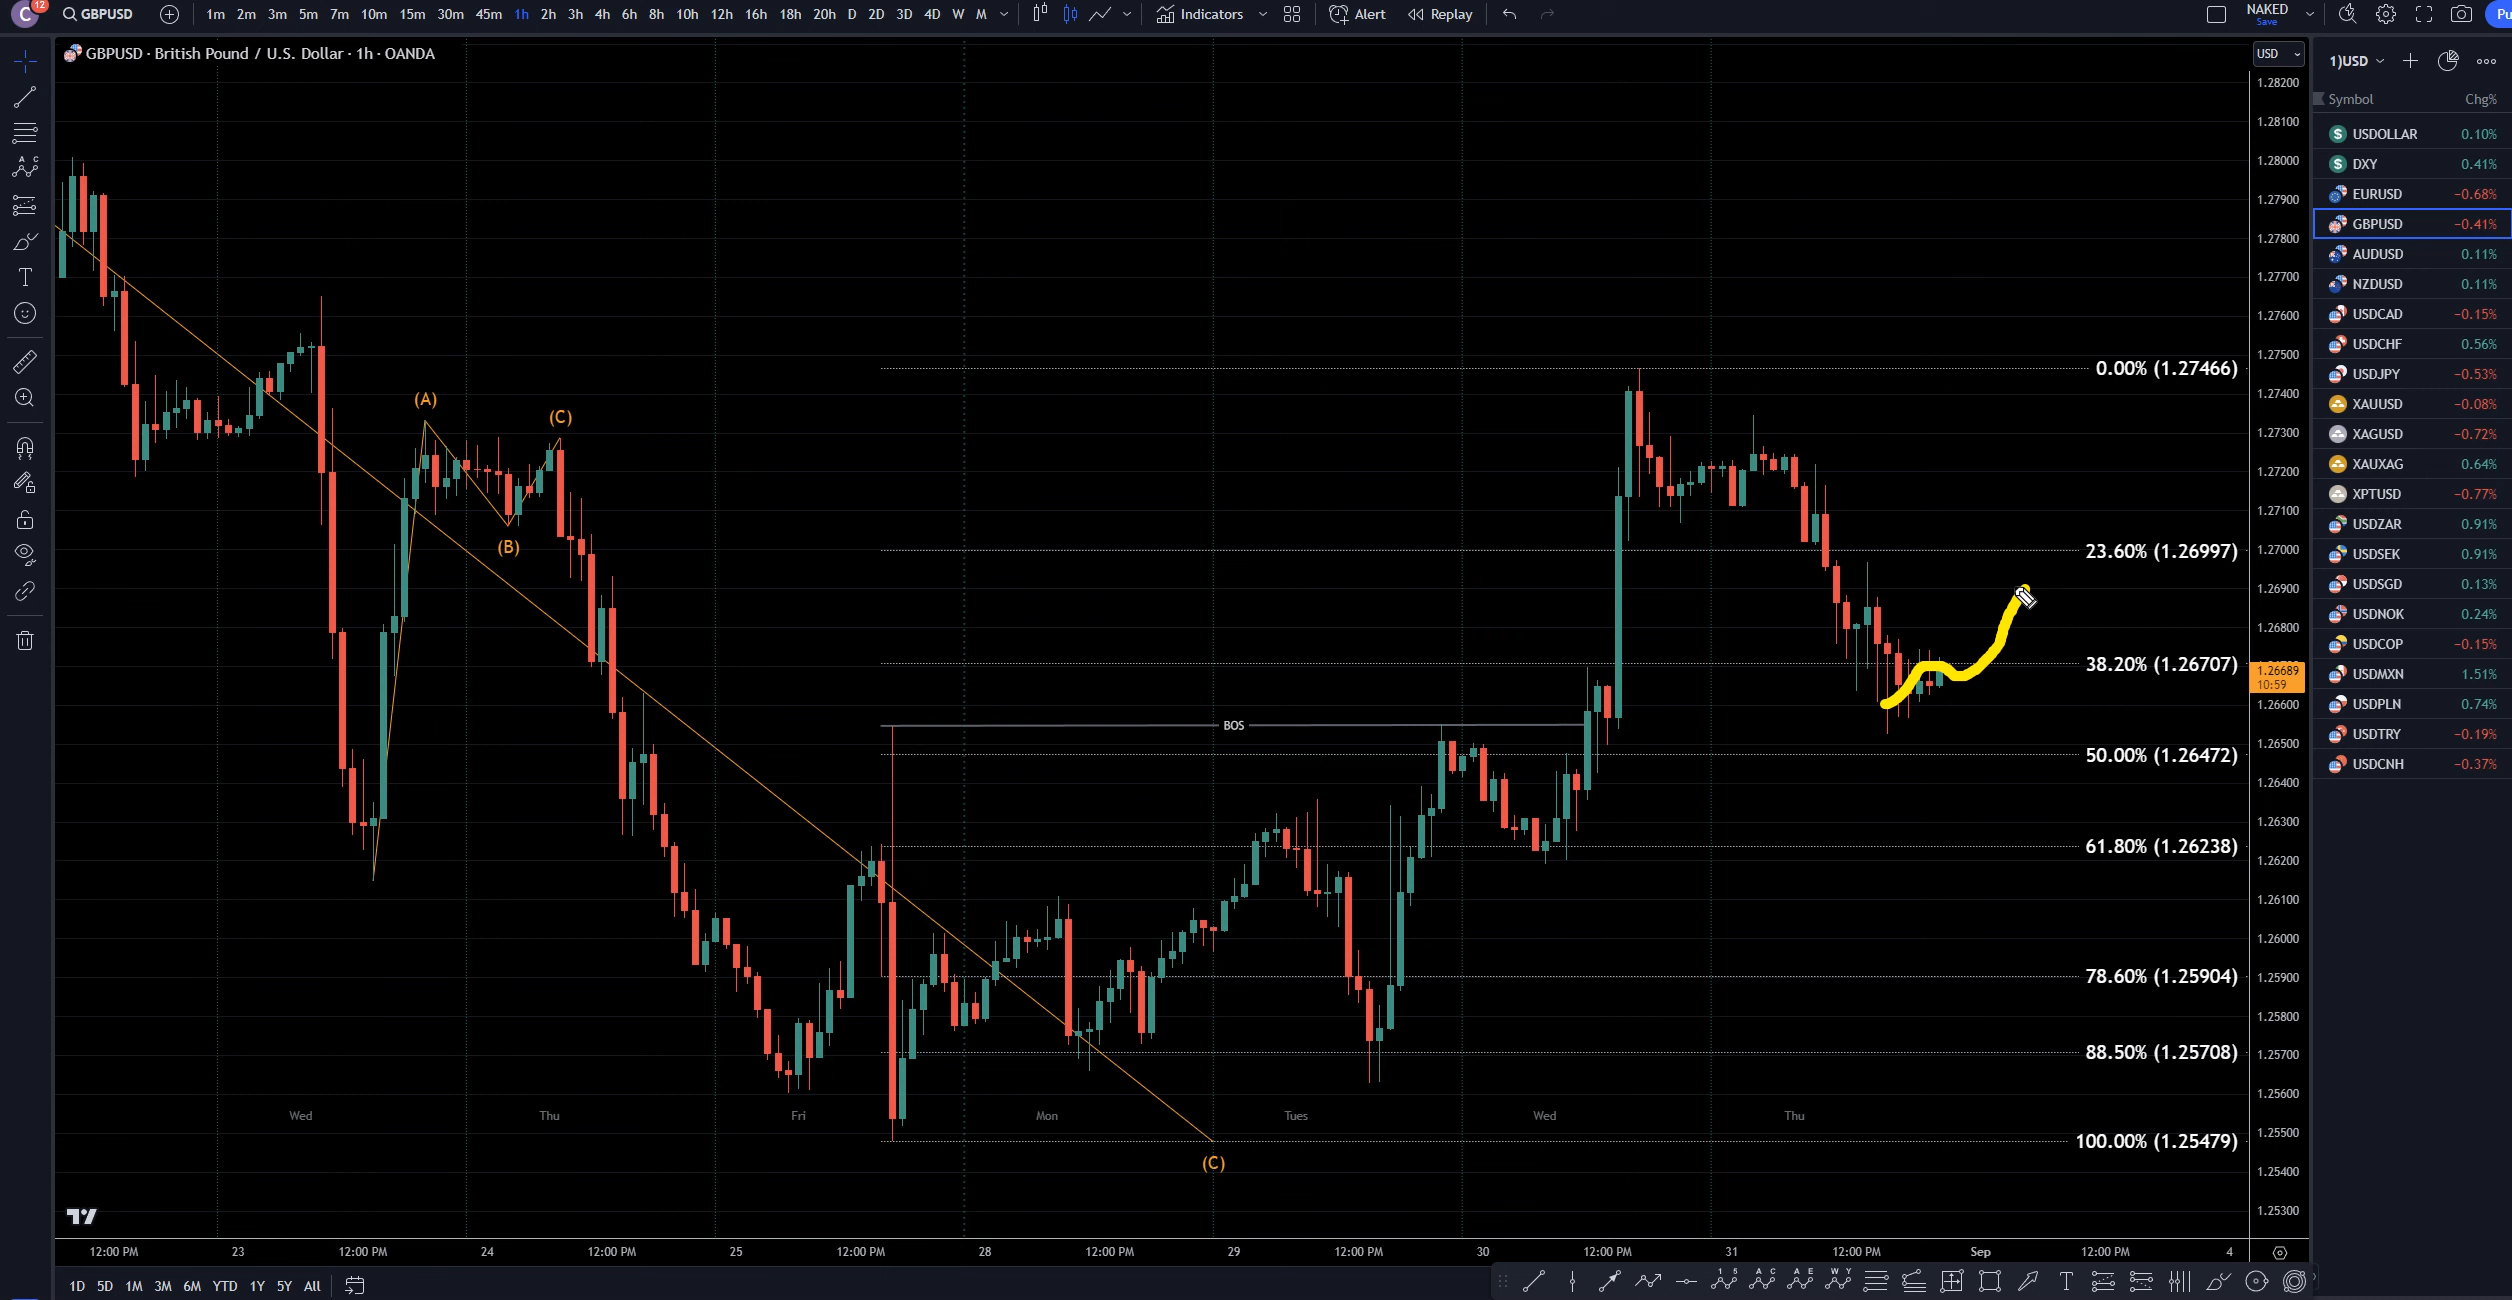 C 12 GBPUSD 1m 2m 3m 5m 7m 10m 15m 30m 45m 1h 2h 3h 4h 6h 8h 10h 12h 16h 18h 20h D 2D 3D 4D W M Indicators Alert Replay NAKED Save Pu
GBPUSD · British Pound / U.S. Dollar · 1h · OANDA
USD
1)USD
Symbol Chg%
USDOLLAR 0.10%
DXY 0.41%
EURUSD −0.68%
GBPUSD −0.41%
AUDUSD 0.11%
NZDUSD 0.11%
USDCAD −0.15%
USDCHF 0.56%
USDJPY −0.53%
XAUUSD −0.08%
XAGUSD −0.72%
XAUXAG 0.64%
XPTUSD −0.77%
USDZAR 0.91%
USDSEK 0.91%
USDSGD 0.13%
USDNOK 0.24%
USDCOP −0.15%
USDMXN 1.51%
USDPLN 0.74%
USDTRY −0.19%
USDCNH −0.37%
1.28200
1.28100
1.28000
1.27900
1.27800
1.27700
1.27600
1.27500
1.27400
1.27300
1.27200
1.27100
1.27000
1.26900
1.26800
1.26689
10:59
1.26600
1.26500
1.26400
1.26300
1.26200
1.26100
1.26000
1.25900
1.25800
1.25700
1.25600
1.25500
1.25400
1.25300
0.00% (1.27466)
23.60% (1.26997)
38.20% (1.26707)
50.00% (1.26472)
61.80% (1.26238)
78.60% (1.25904)
88.50% (1.25708)
100.00% (1.25479)
(A)
(C)
(B)
BOS
(C)
Wed Thu Fri Mon Tues Wed Thu
12:00 PM 23 12:00 PM 24 12:00 PM 25 12:00 PM 28 12:00 PM 29 12:00 PM 30 12:00 PM 31 12:00 PM Sep 12:00 PM 4
1D 5D 1M 3M 6M YTD 1Y 5Y All